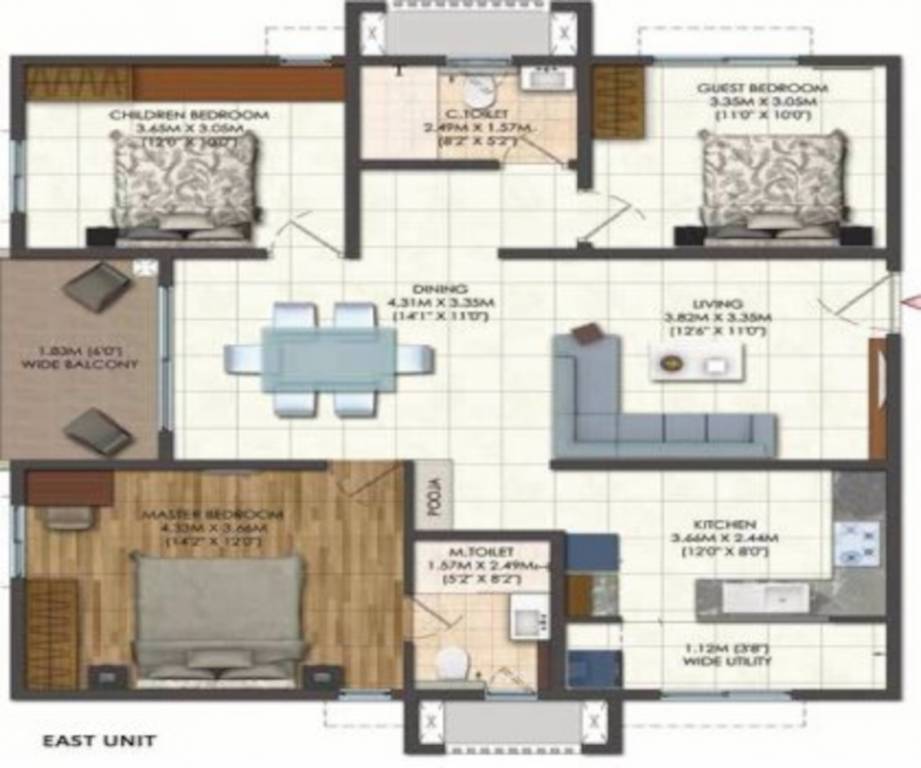 CHILDREN BEDROOM
3.65M X 3.05M
(12'0" X 10'0")
C.TOILET
2.49M X 1.57M
(8'2" X 5'2")
GUEST BEDROOM
3.35M X 3.05M
(11'0" X 10'0")
DINING
4.31M X 3.35M
(14'1" X 11'0")
LIVING
3.82M X 3.35M
(12'6" X 11'0")
1.83M (6'0")
WIDE BALCONY
MASTER BEDROOM
4.33M X 3.66M
(14'2" X 12'0")
POOJA
M.TOILET
1.57M X 2.49M
(5'2" X 8'2")
KITCHEN
3.66M X 2.44M
(12'0" X 8'0")
1.12M (3'8")
WIDE UTILITY
EAST UNIT